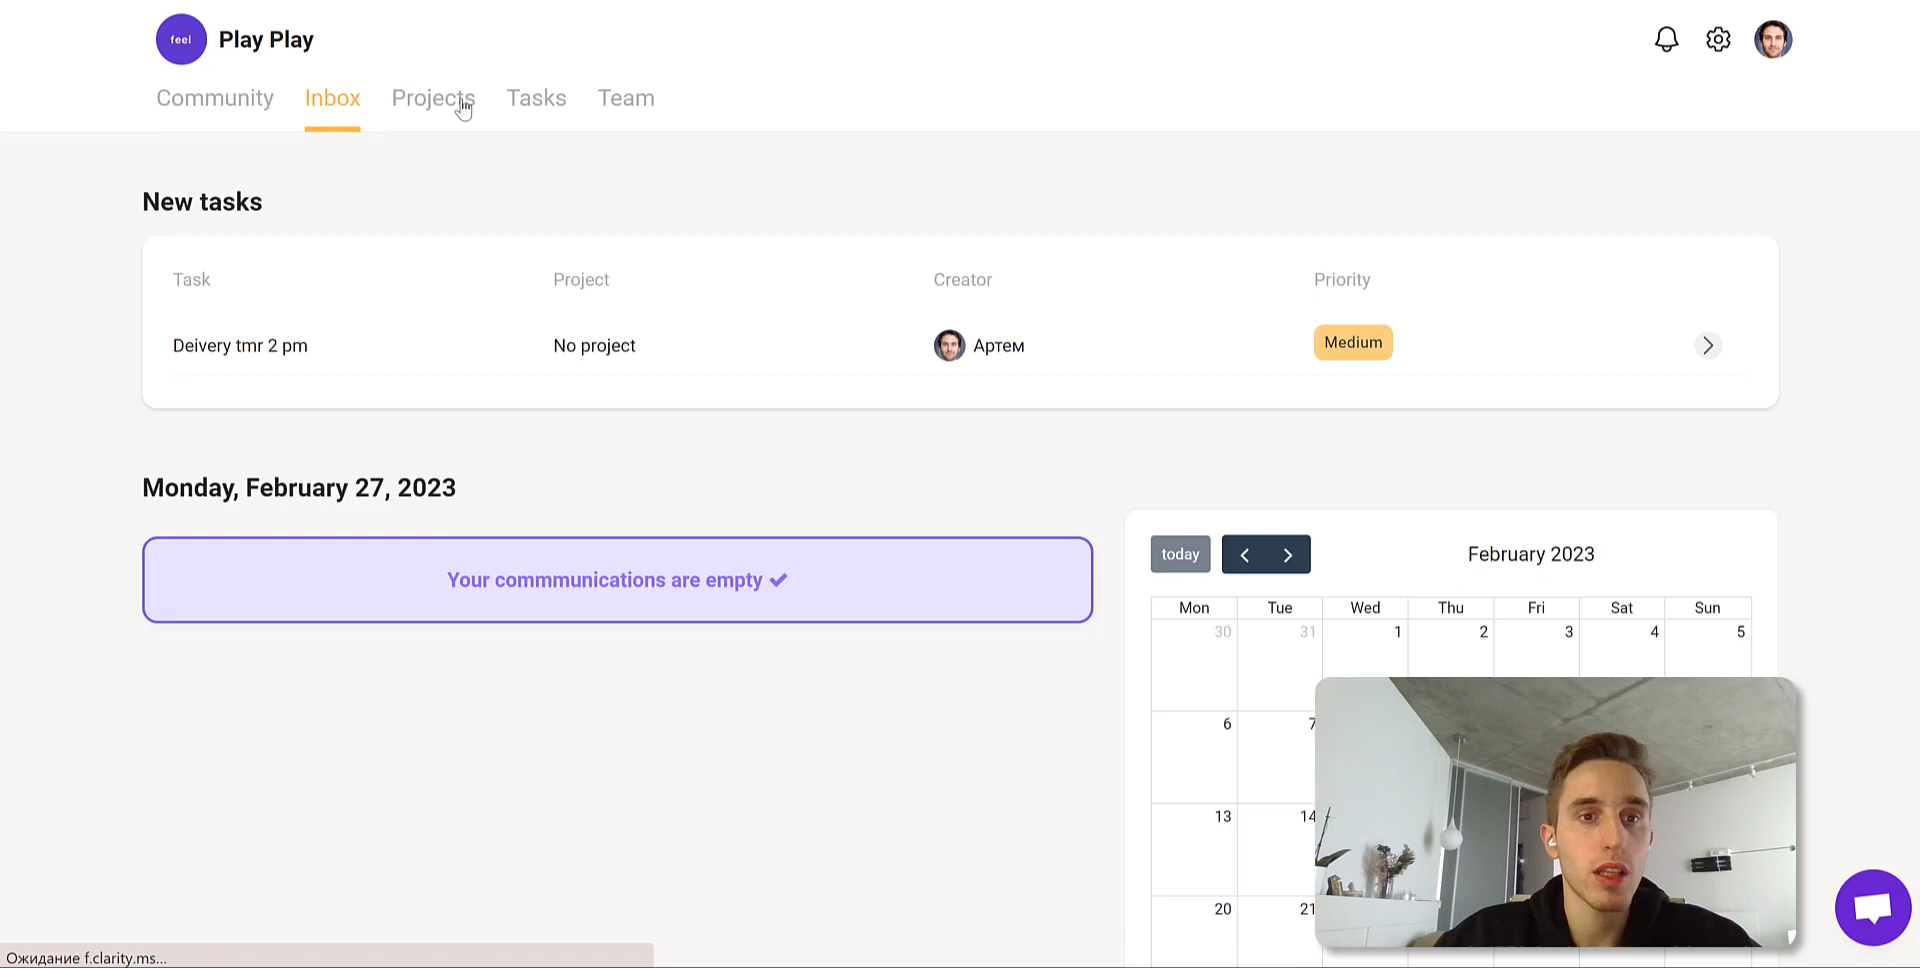 feel
Play Play
Community Inbox Projects Tasks Team
New tasks
Task Project Creator Priority
Deivery tmr 2 pm No project Артем Medium
Monday, February 27, 2023
Your commmunications are empty ✔
today February 2023
Mon Tue Wed Thu Fri Sat Sun
30 31 1 2 3 4 5
6 7
13 14
20 21
Ожидание f.clarity.ms...